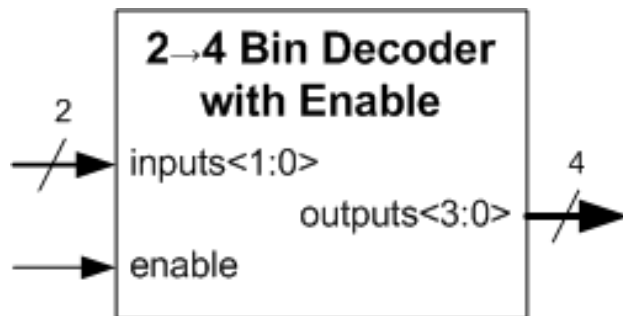 2→4 Bin Decoder
with Enable
2
inputs<1:0>
4
outputs<3:0>
enable